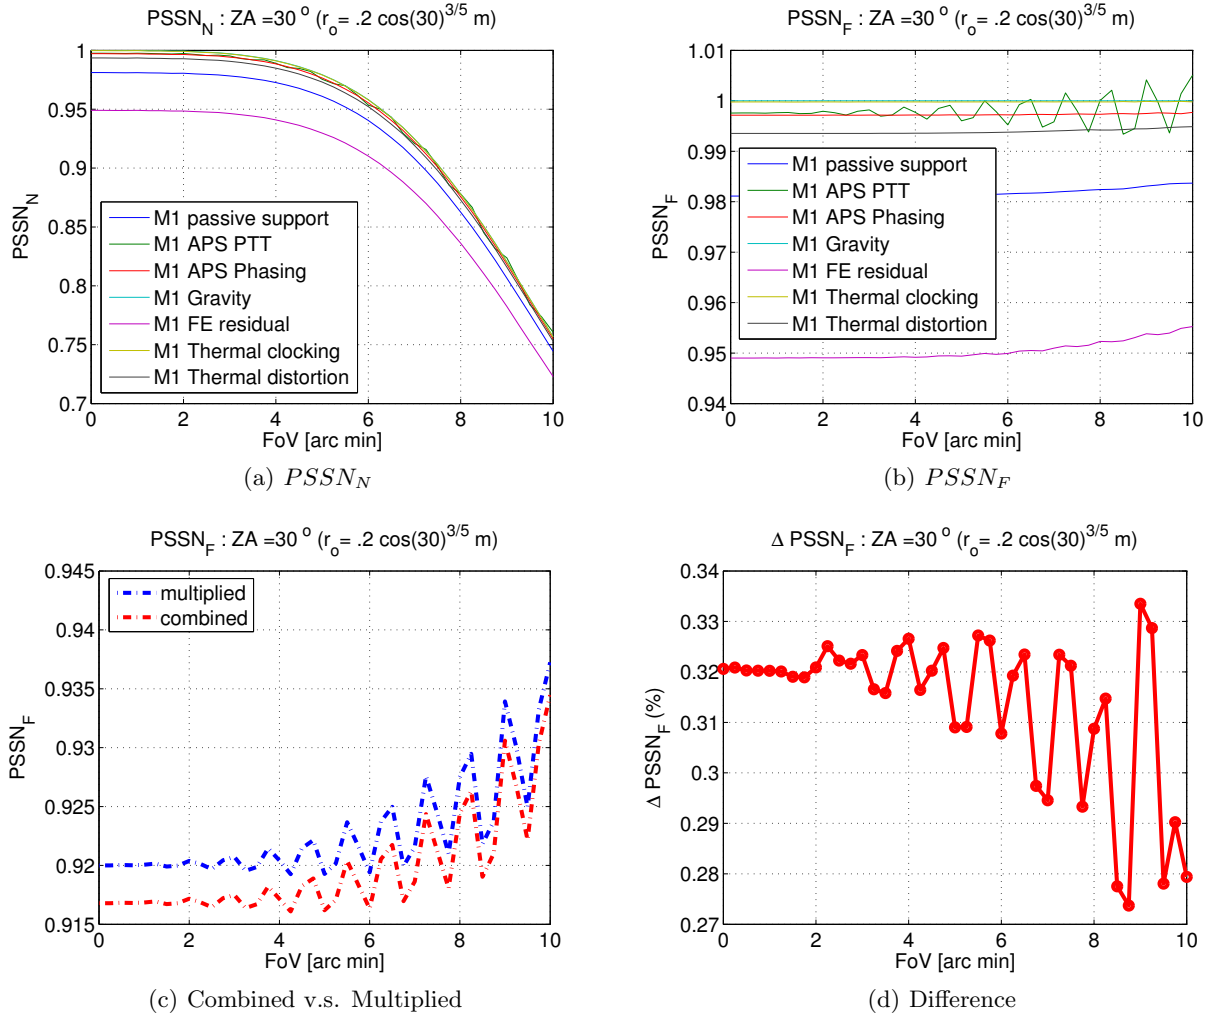 PSSN_N : ZA =30 ° (r_o= .2 cos(30)^3/5 m)
1
0.95
0.9
0.85
0.8
0.75
0.7
PSSN_N
M1 passive support
M1 APS PTT
M1 APS Phasing
M1 Gravity
M1 FE residual
M1 Thermal clocking
M1 Thermal distortion
0 2 4 6 8 10
FoV [arc min]
(a) PSSN_N
PSSN_F : ZA =30 ° (r_o= .2 cos(30)^3/5 m)
1.01
1
0.99
0.98
0.97
0.96
0.95
0.94
PSSN_F
M1 passive support
M1 APS PTT
M1 APS Phasing
M1 Gravity
M1 FE residual
M1 Thermal clocking
M1 Thermal distortion
0 2 4 6 8 10
FoV [arc min]
(b) PSSN_F
PSSN_F : ZA =30 ° (r_o= .2 cos(30)^3/5 m)
0.945
0.94
0.935
0.93
0.925
0.92
0.915
PSSN_F
multiplied
combined
0 2 4 6 8 10
FoV [arc min]
(c) Combined v.s. Multiplied
Δ PSSN_F : ZA =30 ° (r_o= .2 cos(30)^3/5 m)
0.34
0.33
0.32
0.31
0.3
0.29
0.28
0.27
Δ PSSN_F (%)
0 2 4 6 8 10
FoV [arc min]
(d) Difference